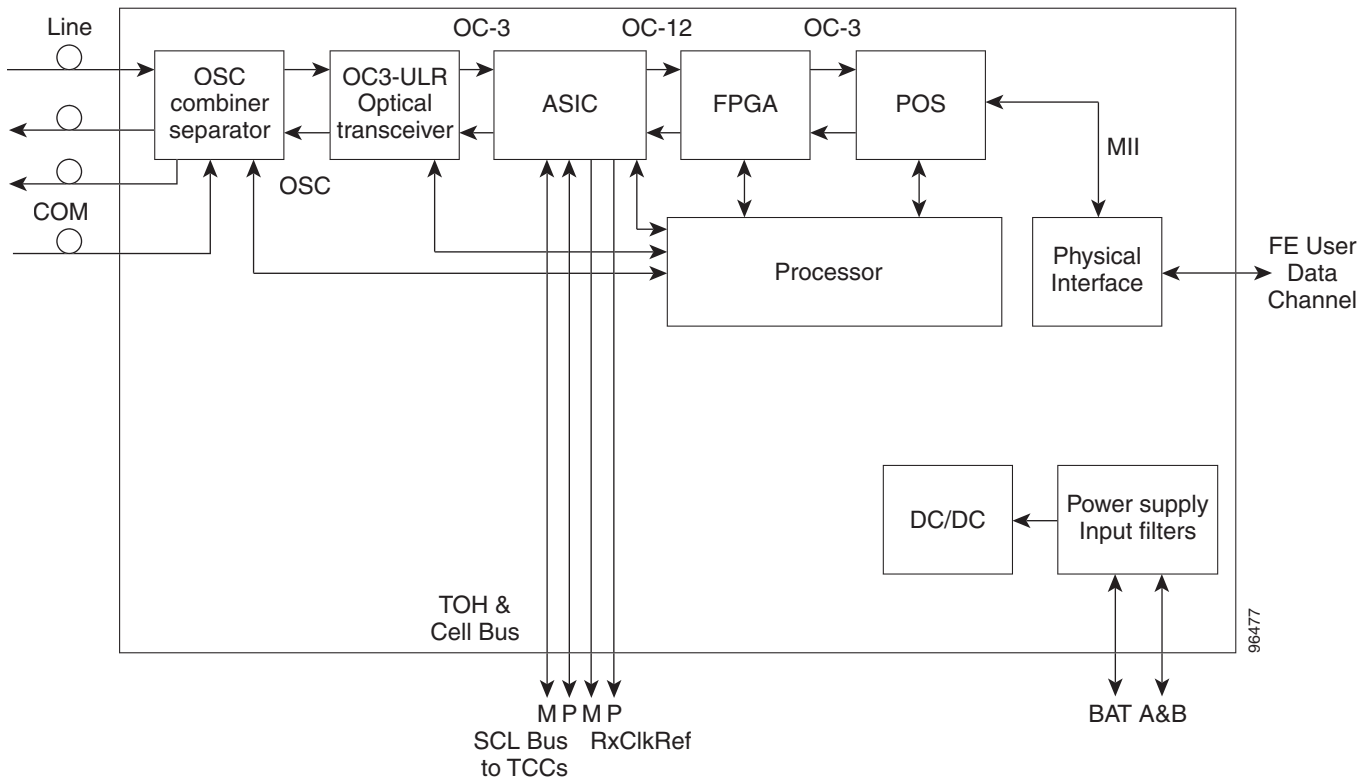 Line
OC-3
OC-12
OC-3
OSC
combiner
separator
OC3-ULR
Optical
transceiver
ASIC
FPGA
POS
MII
OSC
COM
Processor
Physical
Interface
FE User
Data
Channel
DC/DC
Power supply
Input filters
TOH &
Cell Bus
96477
M P M P
SCL Bus
to TCCs
RxClkRef
BAT A&B